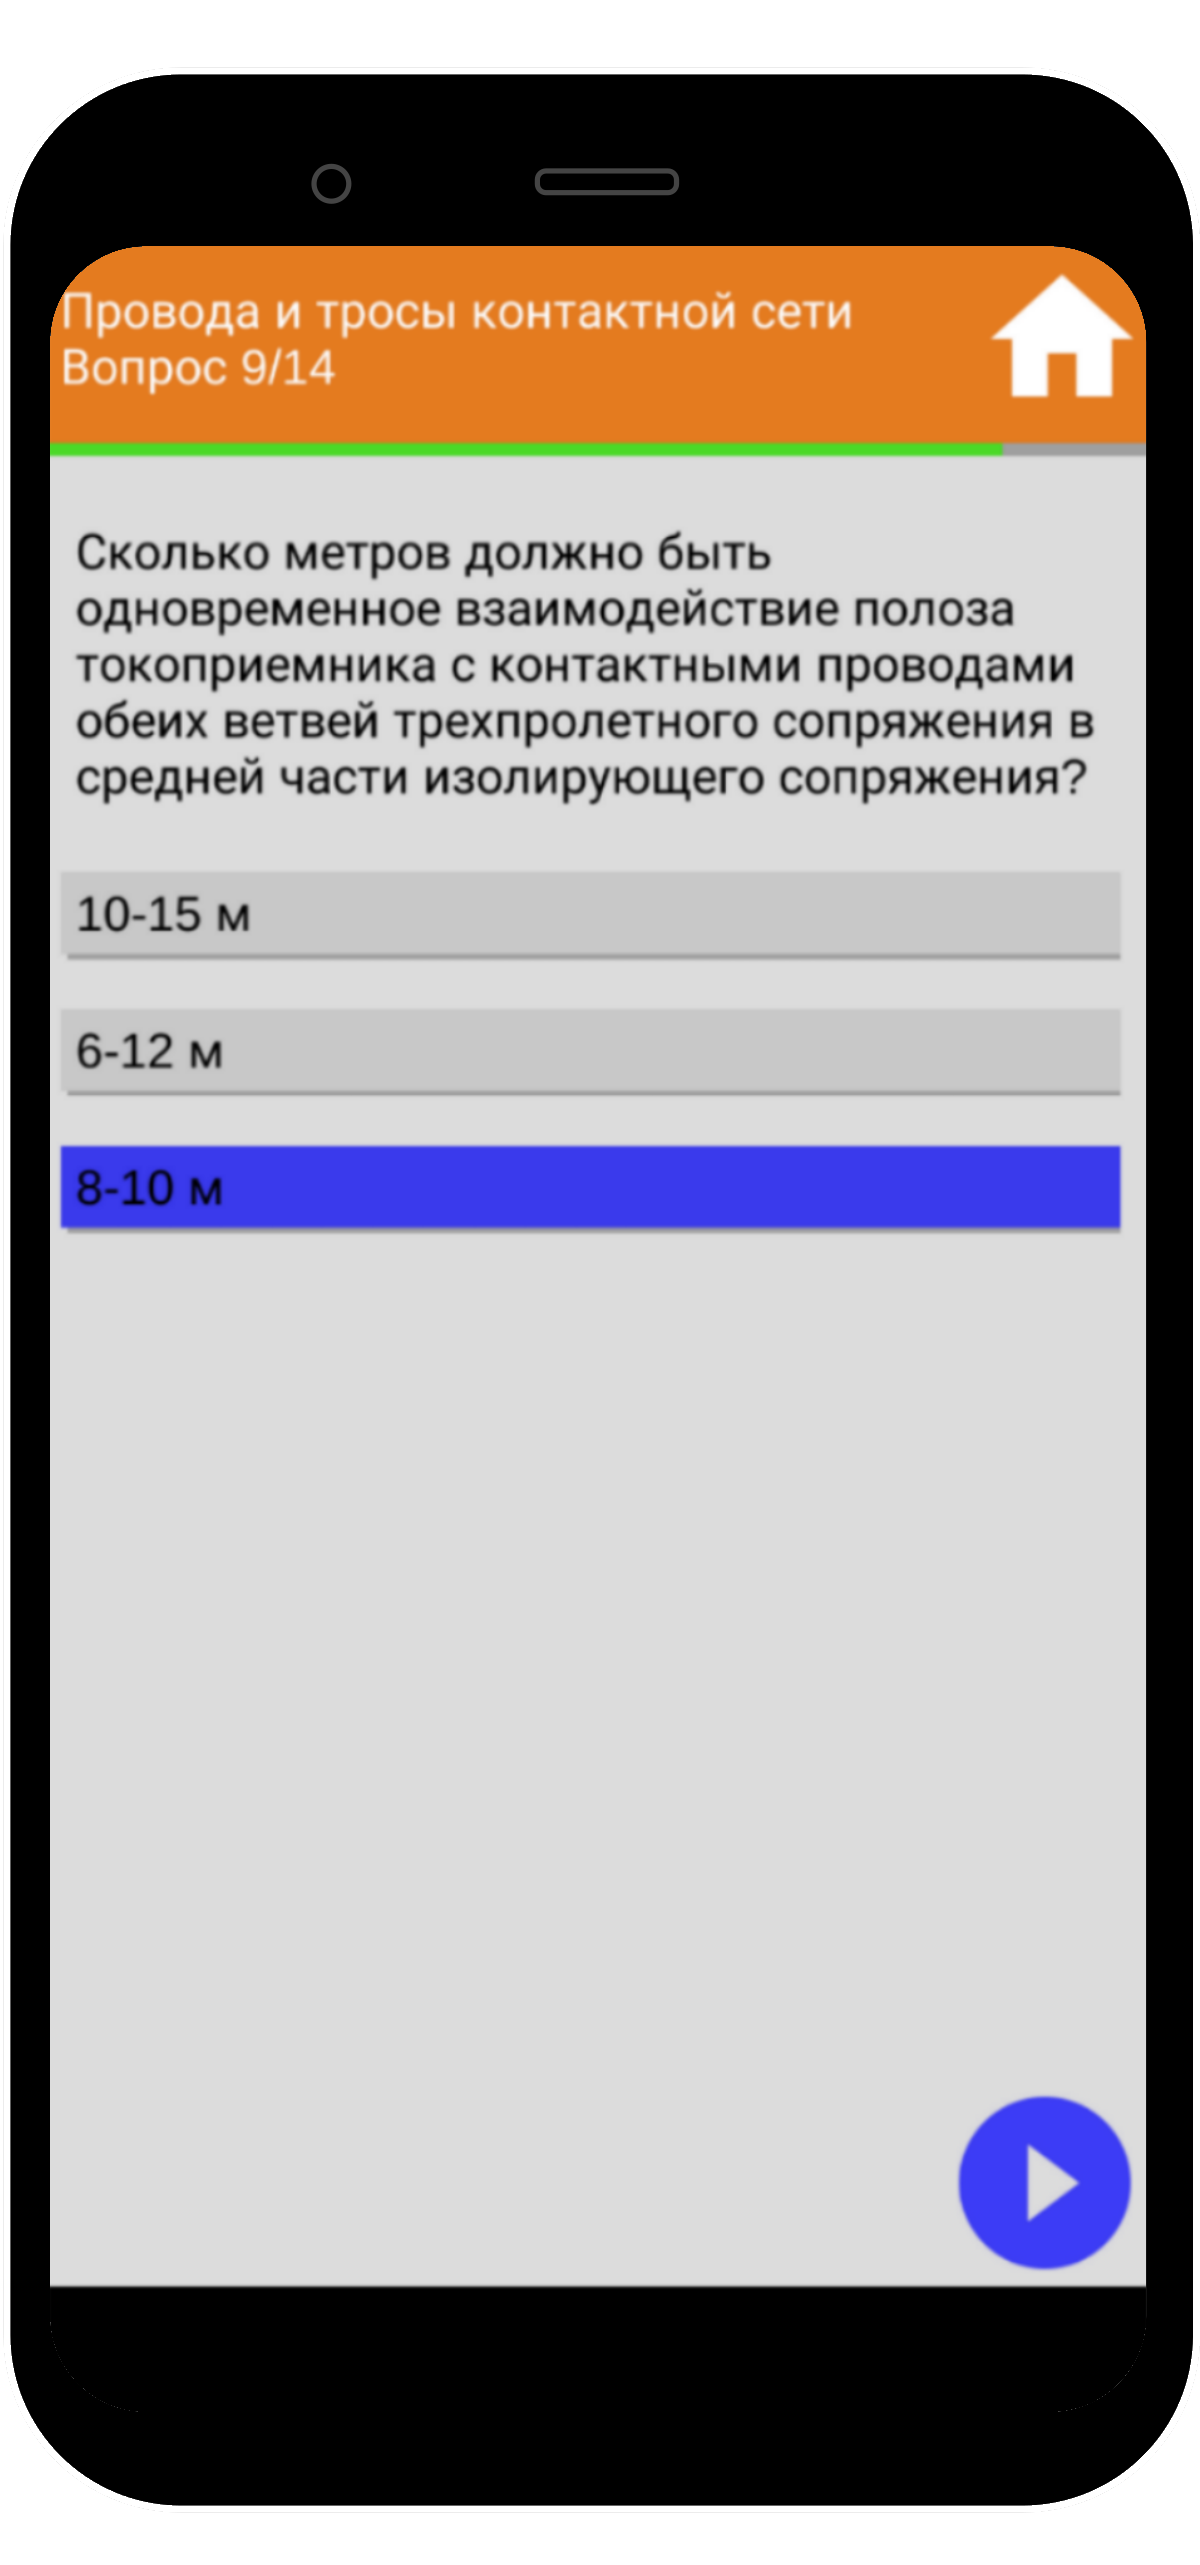 Провода и тросы контактной сети
Вопрос 9/14
Сколько метров должно быть
одновременное взаимодействие полоза
токоприемника с контактными проводами
обеих ветвей трехпролетного сопряжения в
средней части изолирующего сопряжения?
10-15 м
6-12 м
8-10 м